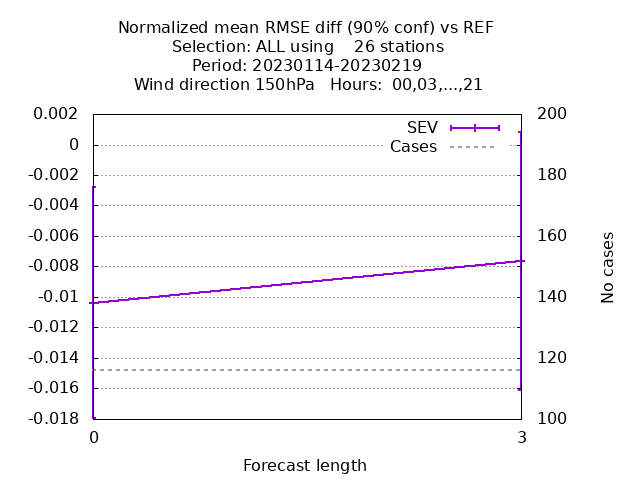 Normalized mean RMSE diff (90% conf) vs REF
Selection: ALL using    26 stations
Period: 20230114-20230219
Wind direction 150hPa   Hours:  00,03,...,21
0.002
0
-0.002
-0.004
-0.006
-0.008
-0.01
-0.012
-0.014
-0.016
-0.018
SEV
Cases
200
180
160
140
120
100
No cases
0
3
Forecast length